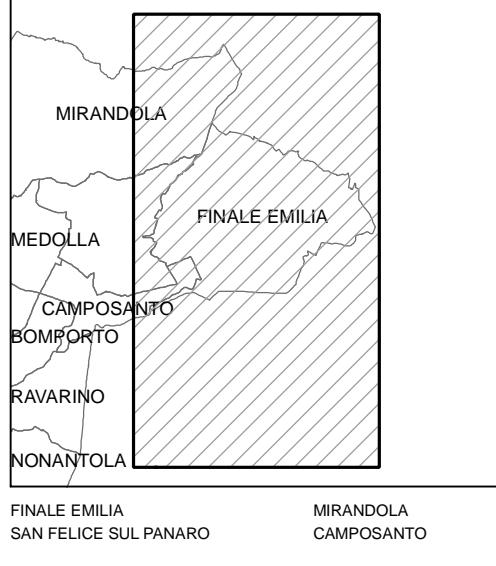 MIRANDOLA
FINALE EMILIA
MEDOLLA
CAMPOSANTO
BOMPORTO
RAVARINO
NONANTOLA
FINALE EMILIA MIRANDOLA
SAN FELICE SUL PANARO CAMPOSANTO